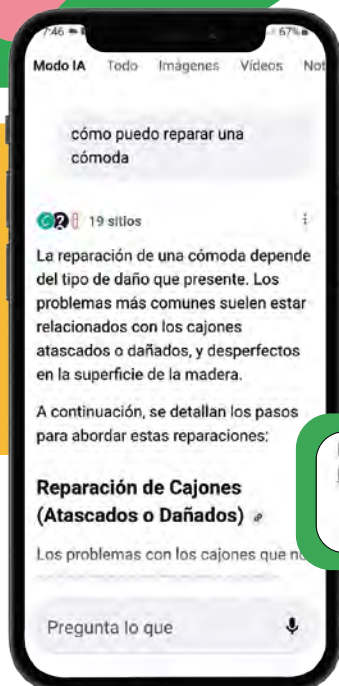 7:46
67%
Modo IA Todo Imágenes Vídeos Not
cómo puedo reparar una
cómoda
19 sitios
La reparación de una cómoda depende
del tipo de daño que presente. Los
problemas más comunes suelen estar
relacionados con los cajones
atascados o dañados, y desperfectos
en la superficie de la madera.
A continuación, se detallan los pasos
para abordar estas reparaciones:
Reparación de Cajones
(Atascados o Dañados)
Los problemas con los cajones que no
Pregunta lo que